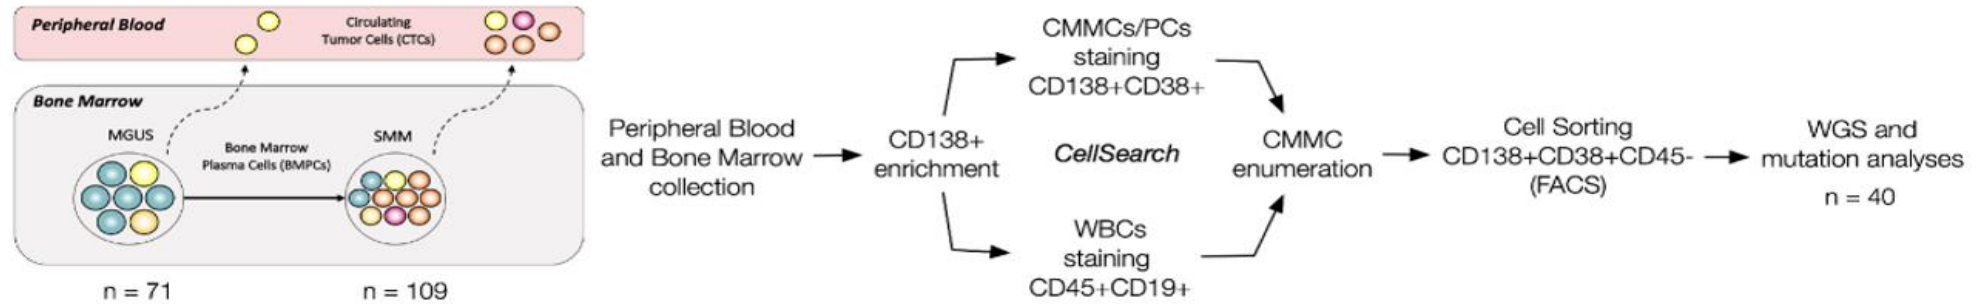 Peripheral Blood
Circulating
Tumor Cells (CTCs)
Bone Marrow
MGUS
Bone Marrow
Plasma Cells (BMPCs)
SMM
n = 71
n = 109
Peripheral Blood
and Bone Marrow
collection
CD138+
enrichment
CMMCs/PCs
staining
CD138+CD38+
CellSearch
WBCs
staining
CD45+CD19+
CMMC
enumeration
Cell Sorting
CD138+CD38+CD45-
(FACS)
WGS and
mutation analyses
n = 40